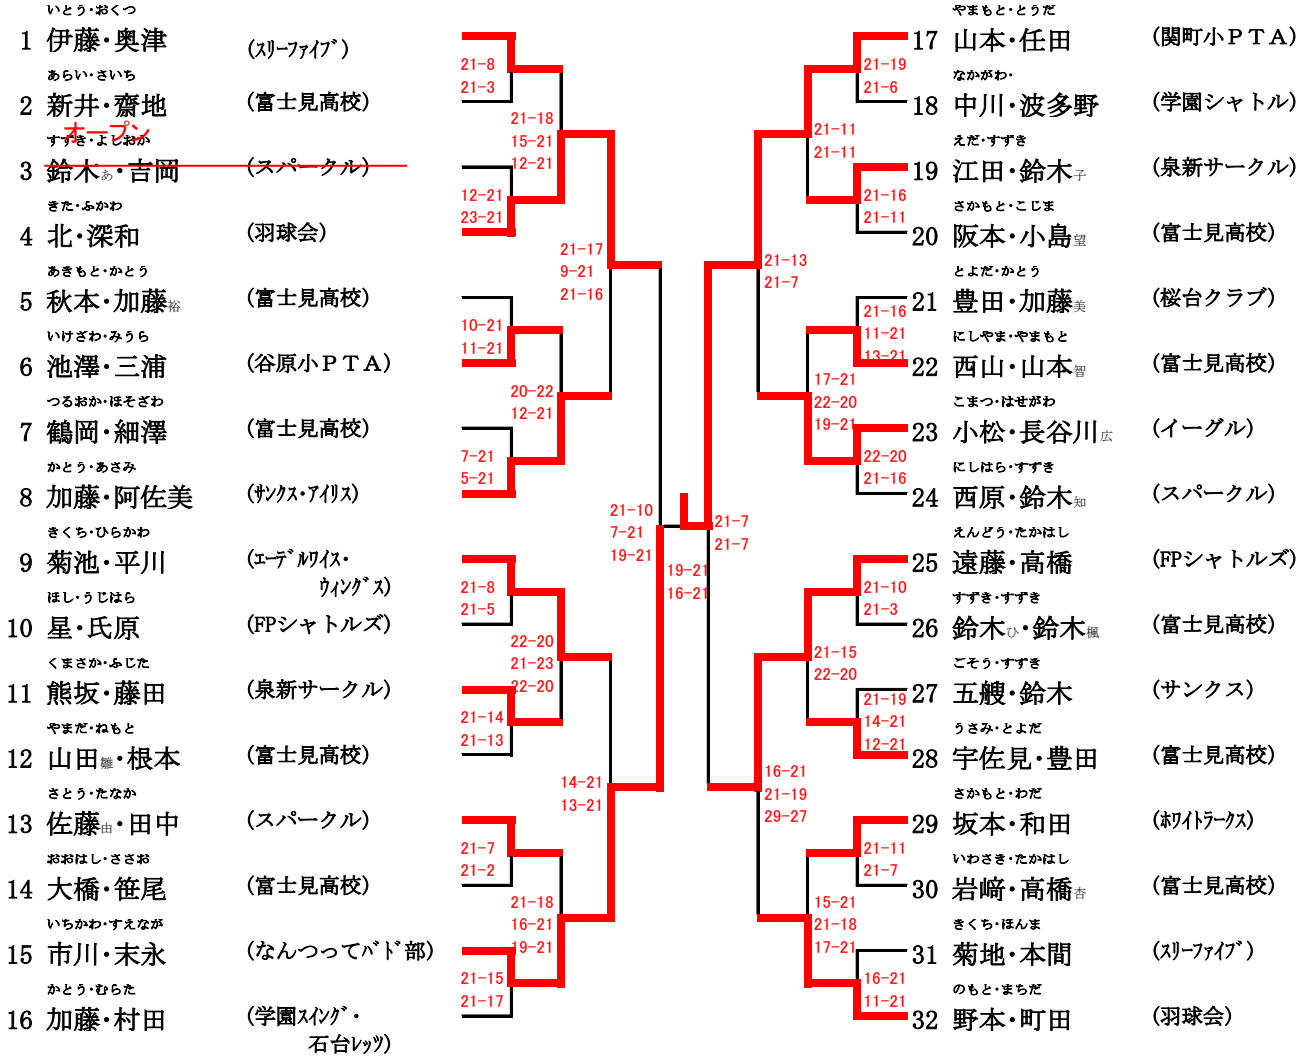 いとう・おくつ
1 伊藤・奥津 (ｽﾘｰﾌｧｲﾌﾞ)
あらい・さいち
2 新井・齋地 (富士見高校)
オープン
すずき・よしおか
3 鈴木あ・吉岡 (スパークル)
きた・ふかわ
4 北・深和 (羽球会)
あきもと・かとう
5 秋本・加藤裕 (富士見高校)
いけざわ・みうら
6 池澤・三浦 (谷原小ＰＴＡ)
つるおか・ほそざわ
7 鶴岡・細澤 (富士見高校)
かとう・あさみ
8 加藤・阿佐美 (ｻﾝｸｽ・ｱｲﾘｽ)
きくち・ひらかわ
9 菊池・平川 (ｴｰﾃﾞﾙﾜｲｽ・
ｳｨﾝｸﾞｽ)
ほし・うじはら
10 星・氏原 (FPシャトルズ)
くまさか・ふじた
11 熊坂・藤田 (泉新サークル)
やまだ・ねもと
12 山田雛・根本 (富士見高校)
さとう・たなか
13 佐藤由・田中 (スパークル)
おおはし・ささお
14 大橋・笹尾 (富士見高校)
いちかわ・すえなが
15 市川・末永 (なんつってﾊﾞﾄﾞ部)
かとう・むらた
16 加藤・村田 (学園ｽｲﾝｸﾞ・
石台ﾚｯﾂ)
21-8
21-3
12-21
23-21
10-21
11-21
7-21
5-21
21-8
21-5
21-14
21-13
21-7
21-2
21-15
21-17
21-18
15-21
12-21
20-22
12-21
22-20
21-23
22-20
21-18
16-21
19-21
21-17
9-21
21-16
14-21
13-21
21-10
7-21
19-21
19-21
16-21
21-7
21-7
21-13
21-7
16-21
21-19
29-27
21-11
21-11
17-21
22-20
19-21
21-15
22-20
15-21
21-18
17-21
21-19
21-6
21-16
21-11
21-16
11-21
13-21
22-20
21-16
21-10
21-3
21-19
14-21
12-21
21-11
21-7
16-21
11-21
やまもと・とうだ
17 山本・任田 (関町小ＰＴＡ)
なかがわ・
18 中川・波多野 (学園シャトル)
えだ・すずき
19 江田・鈴木子 (泉新サークル)
さかもと・こじま
20 阪本・小島望 (富士見高校)
とよだ・かとう
21 豊田・加藤美 (桜台クラブ)
にしやま・やまもと
22 西山・山本智 (富士見高校)
こまつ・はせがわ
23 小松・長谷川広 (イーグル)
にしはら・すずき
24 西原・鈴木知 (スパークル)
えんどう・たかはし
25 遠藤・高橋 (FPシャトルズ)
すずき・すずき
26 鈴木ひ・鈴木楓 (富士見高校)
ごそう・すずき
27 五艘・鈴木 (サンクス)
うさみ・とよだ
28 宇佐見・豊田 (富士見高校)
さかもと・わだ
29 坂本・和田 (ﾎﾜｲﾄﾗｰｸｽ)
いわさき・たかはし
30 岩﨑・高橋杏 (富士見高校)
きくち・ほんま
31 菊地・本間 (ｽﾘｰﾌｧｲﾌﾞ)
のもと・まちだ
32 野本・町田 (羽球会)